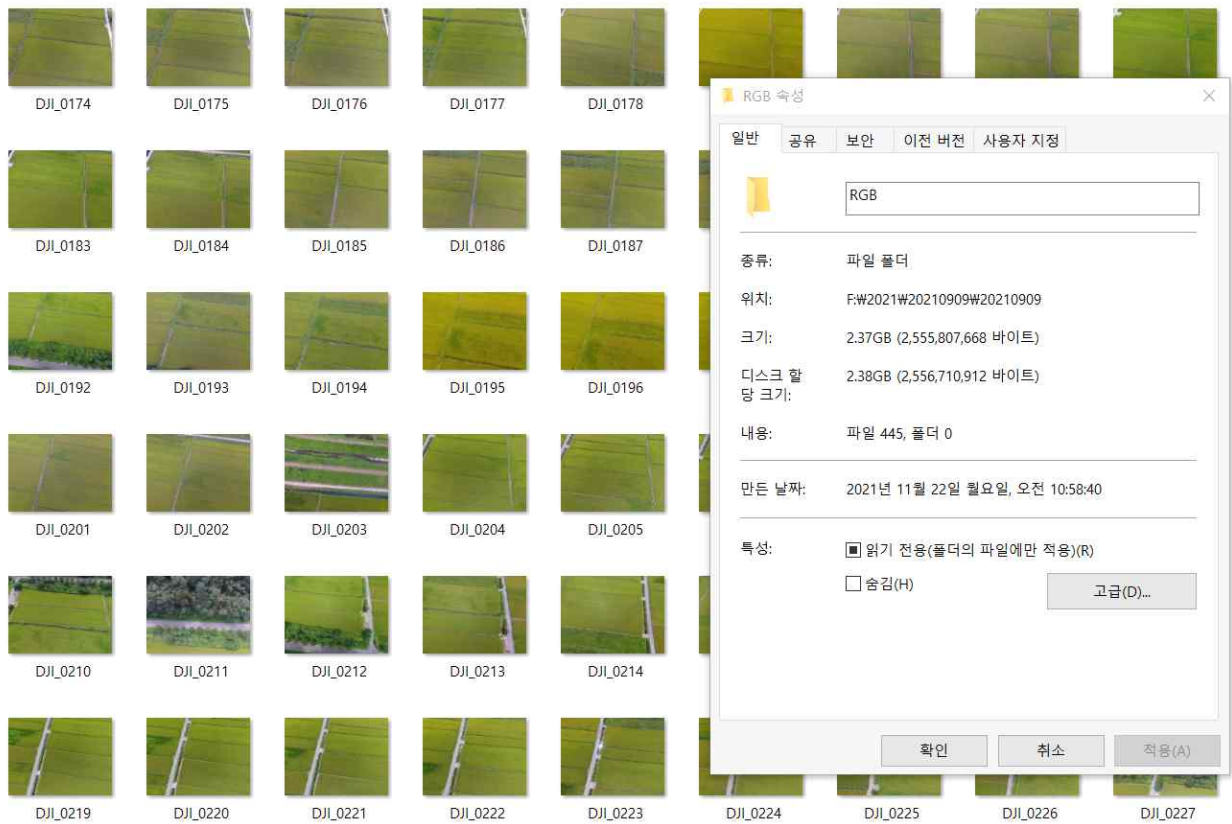 DJI_0174 DJI_0175 DJI_0176 DJI_0177 DJI_0178
RGB 속성
일반 공유 보안 이전 버전 사용자 지정
RGB
DJI_0183 DJI_0184 DJI_0185 DJI_0186 DJI_0187
종류: 파일 폴더
위치: F:₩2021₩20210909₩20210909
크기: 2.37GB (2,555,807,668 바이트)
디스크 할
당 크기:
2.38GB (2,556,710,912 바이트)
DJI_0192 DJI_0193 DJI_0194 DJI_0195 DJI_0196
내용: 파일 445, 폴더 0
만든 날짜: 2021년 11월 22일 월요일, 오전 10:58:40
DJI_0201 DJI_0202 DJI_0203 DJI_0204 DJI_0205
특성: 읽기 전용(폴더의 파일에만 적용)(R)
숨김(H) 고급(D)...
DJI_0210 DJI_0211 DJI_0212 DJI_0213 DJI_0214
확인 취소 적용(A)
DJI_0219 DJI_0220 DJI_0221 DJI_0222 DJI_0223 DJI_0224 DJI_0225 DJI_0226 DJI_0227